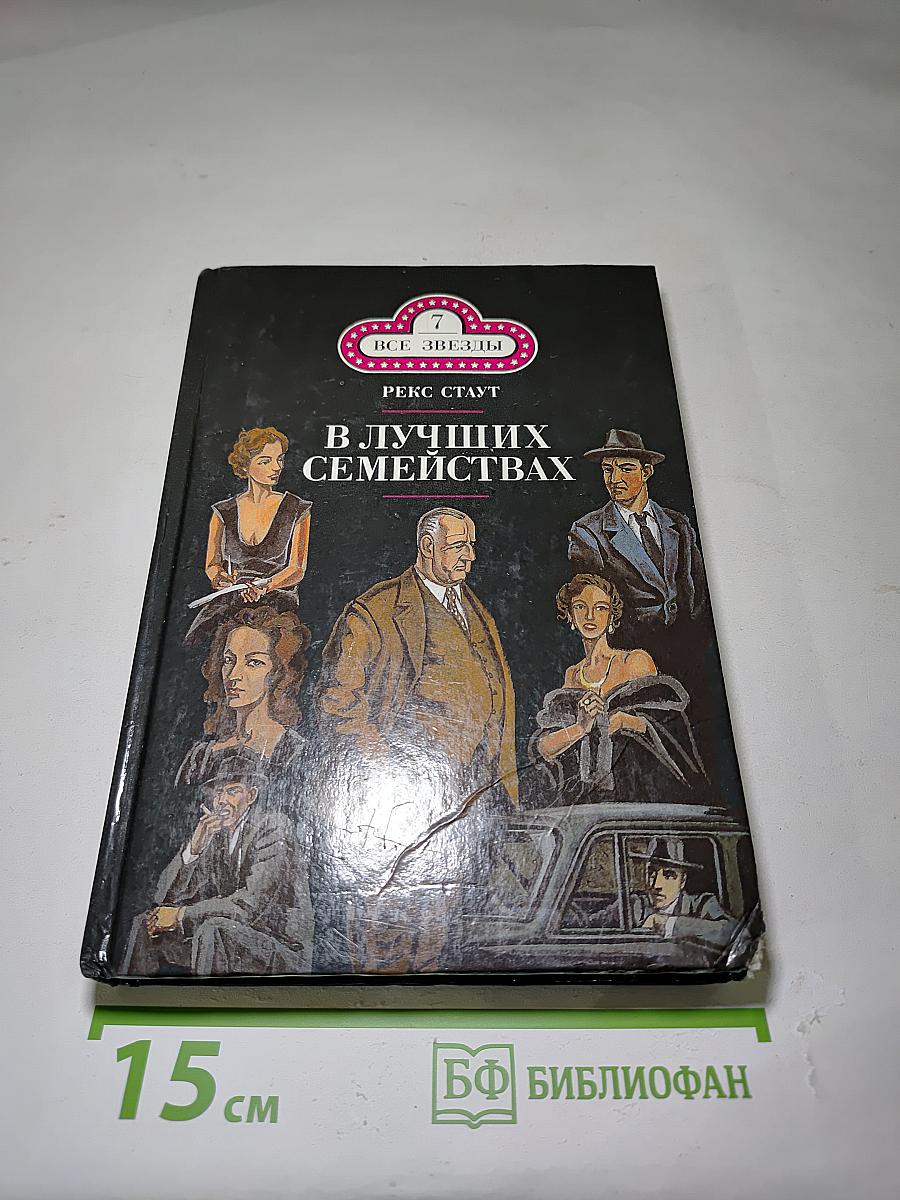 7
ВСЕ ЗВЕЗДЫ
РЕКС СТАУТ
В ЛУЧШИХ
СЕМЕЙСТВАХ
15 см
БФ БИБЛИОФАН